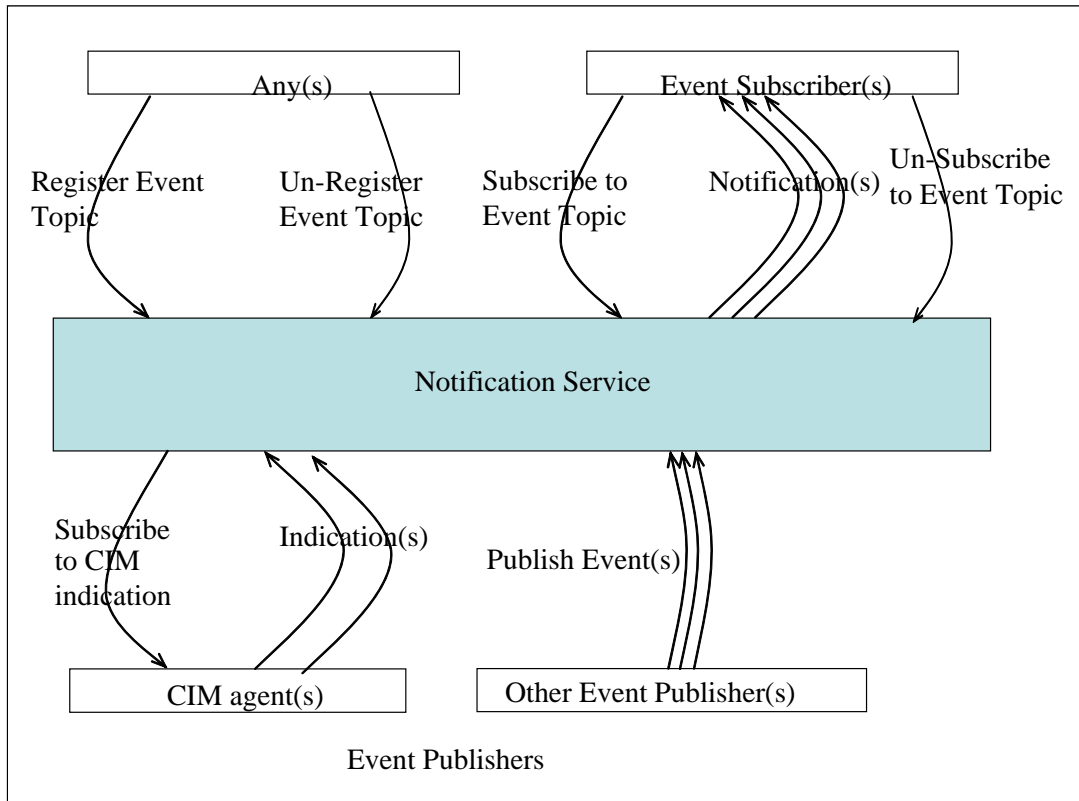 Any(s)
Event Subscriber(s)
Register Event
Topic
Un-Register
Event Topic
Subscribe to
Event Topic
Notification(s)
Un-Subscribe
to Event Topic
Notification Service
Subscribe
to CIM
indication
Indication(s)
Publish Event(s)
CIM agent(s)
Other Event Publisher(s)
Event Publishers